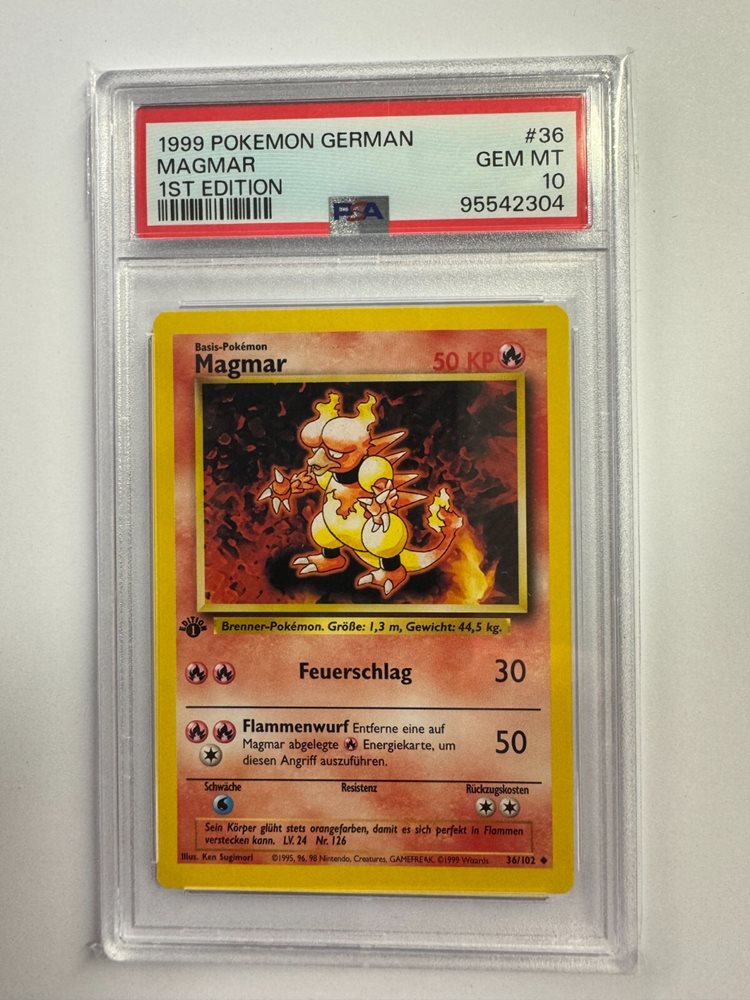 1999 POKEMON GERMAN #36
MAGMAR GEM MT
1ST EDITION 10
PSA 95542304
Basis-Pokémon
Magmar 50 KP
EDITION 1
Brenner-Pokémon. Größe: 1,3 m, Gewicht: 44,5 kg.
Feuerschlag 30
Flammenwurf Entferne eine auf
Magmar abgelegte Energiekarte, um 50
diesen Angriff auszuführen.
Schwäche Resistenz Rückzugskosten
Sein Körper glüht stets orangefarben, damit es sich perfekt in Flammen
verstecken kann. LV. 24 Nr. 126
Illus. Ken Sugimori ©1995, 96, 98 Nintendo, Creatures, GAMEFREAK. ©1999 Wizards 36/102